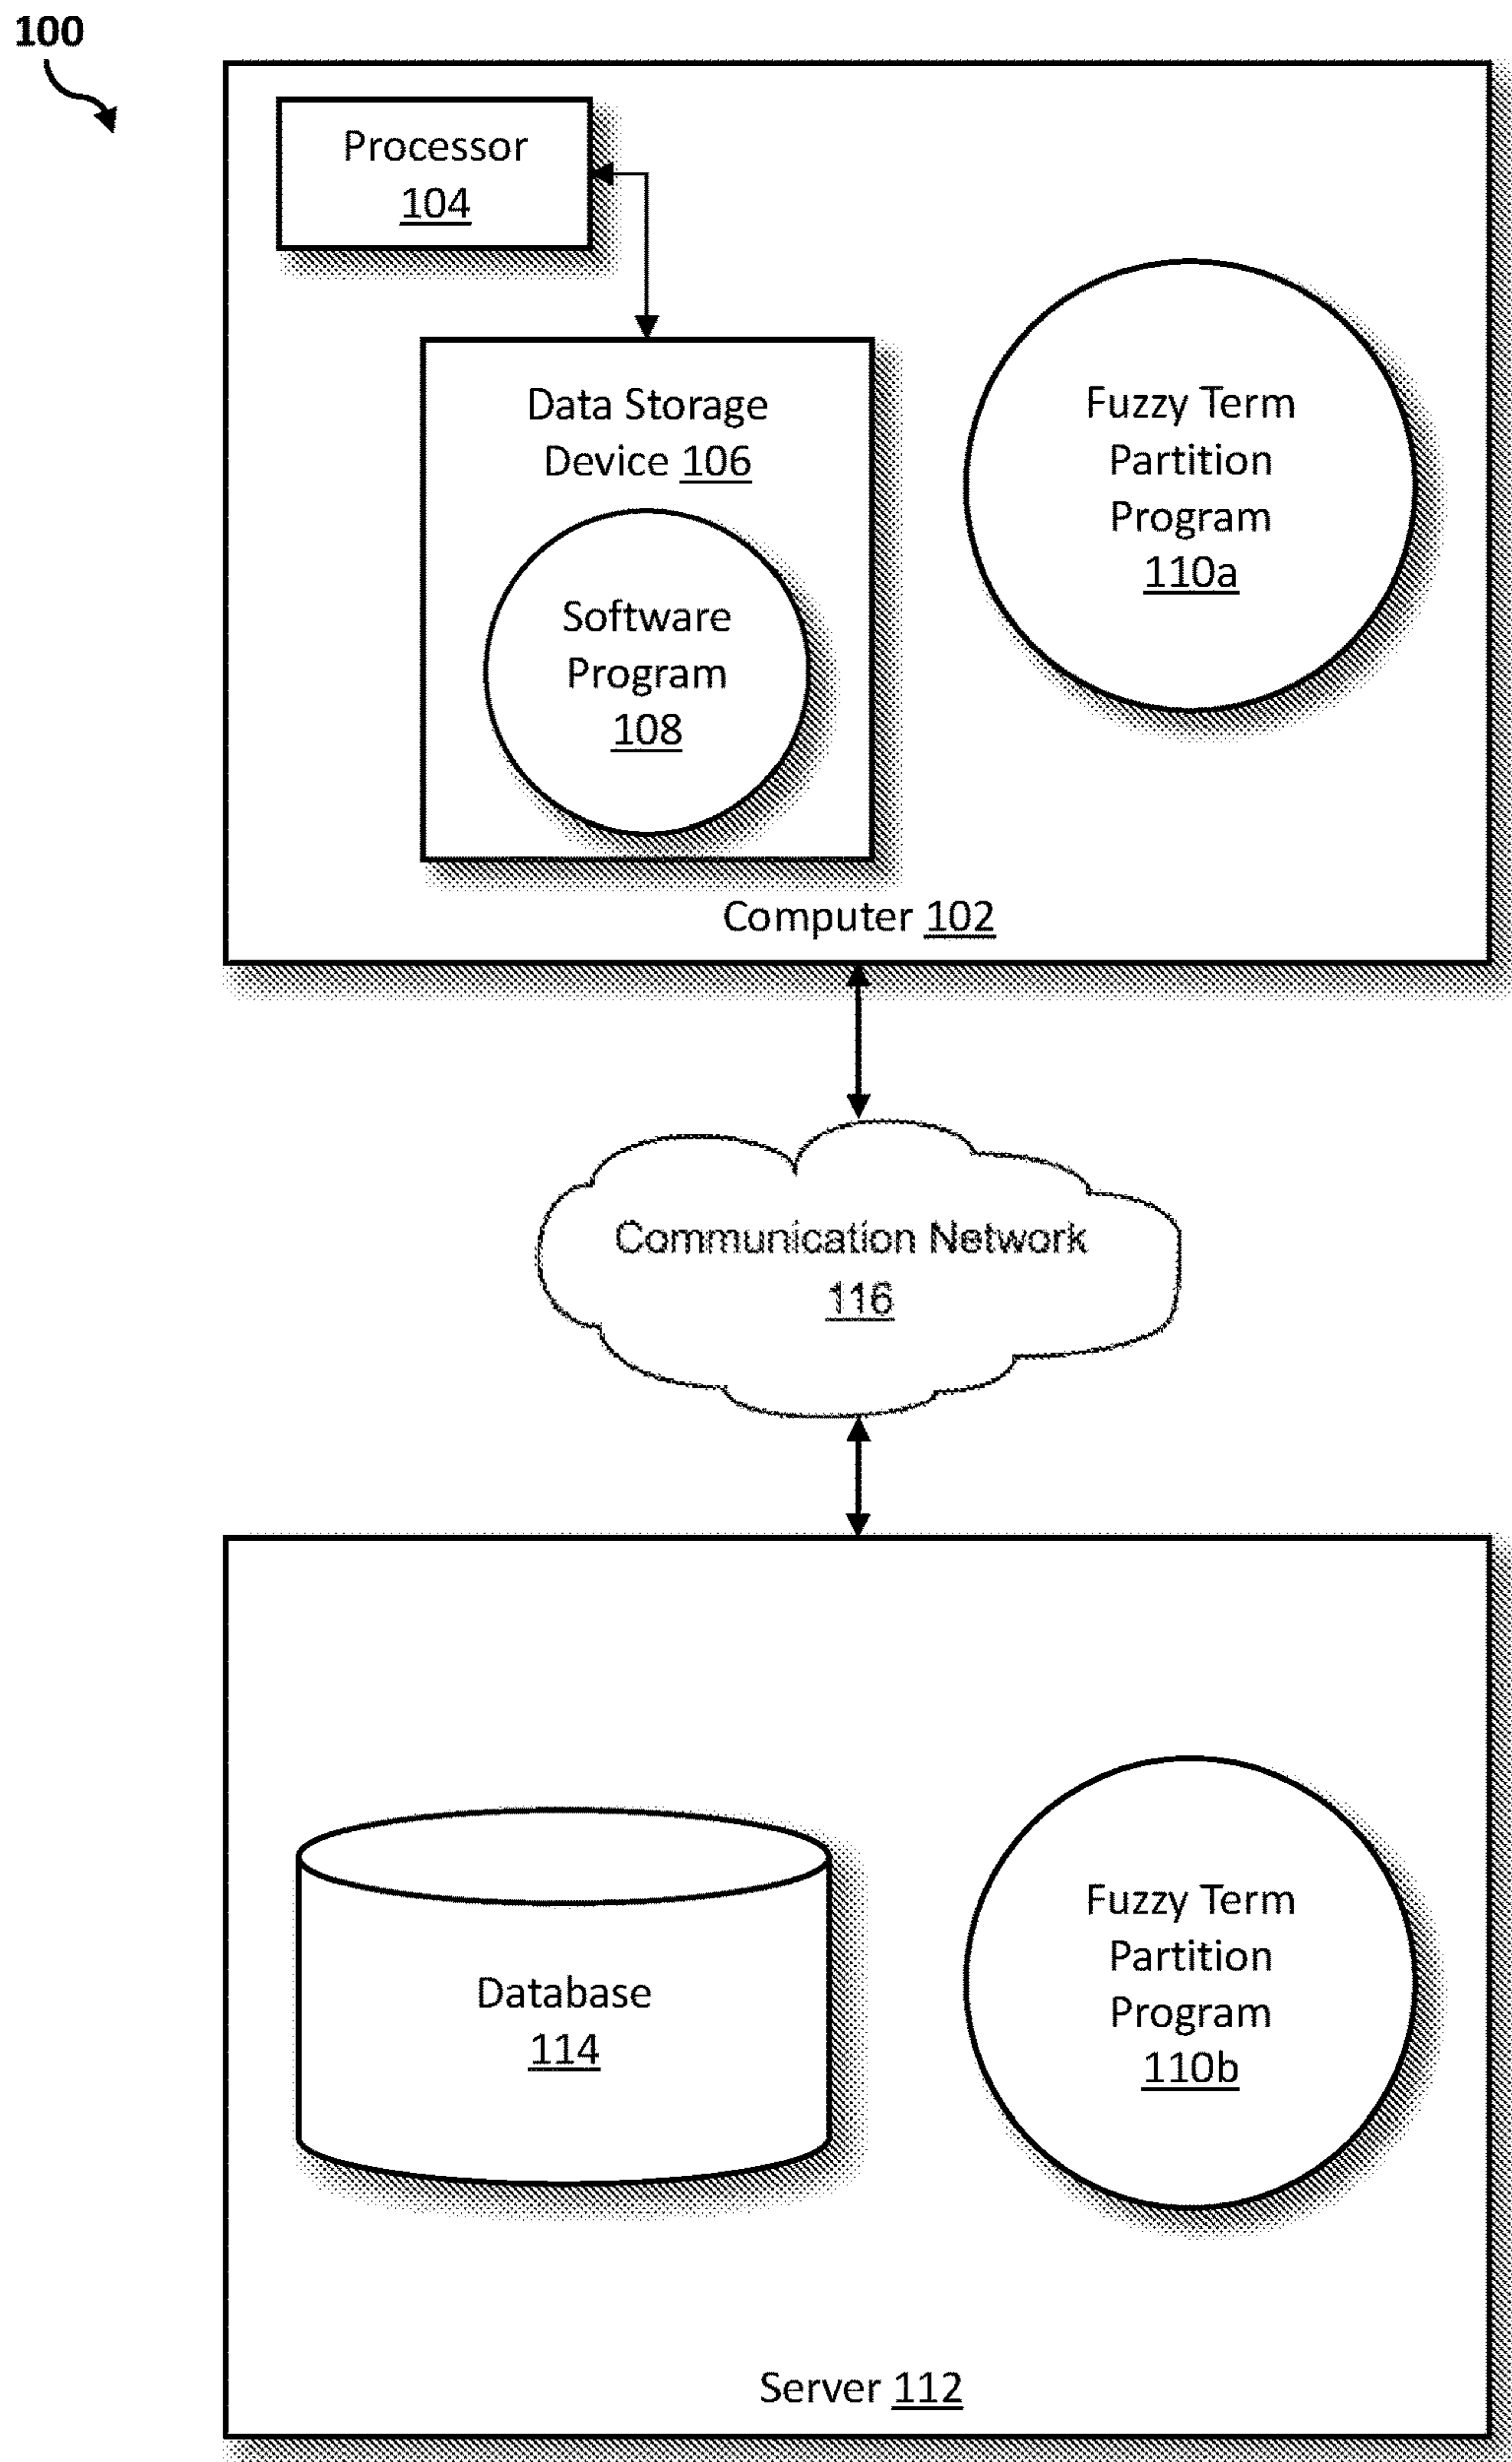 100
Processor
104
Data Storage
Device 106
Software
Program
108
Fuzzy Term
Partition
Program
110a
Computer 102
Communication Network
116
Database
114
Fuzzy Term
Partition
Program
110b
Server 112